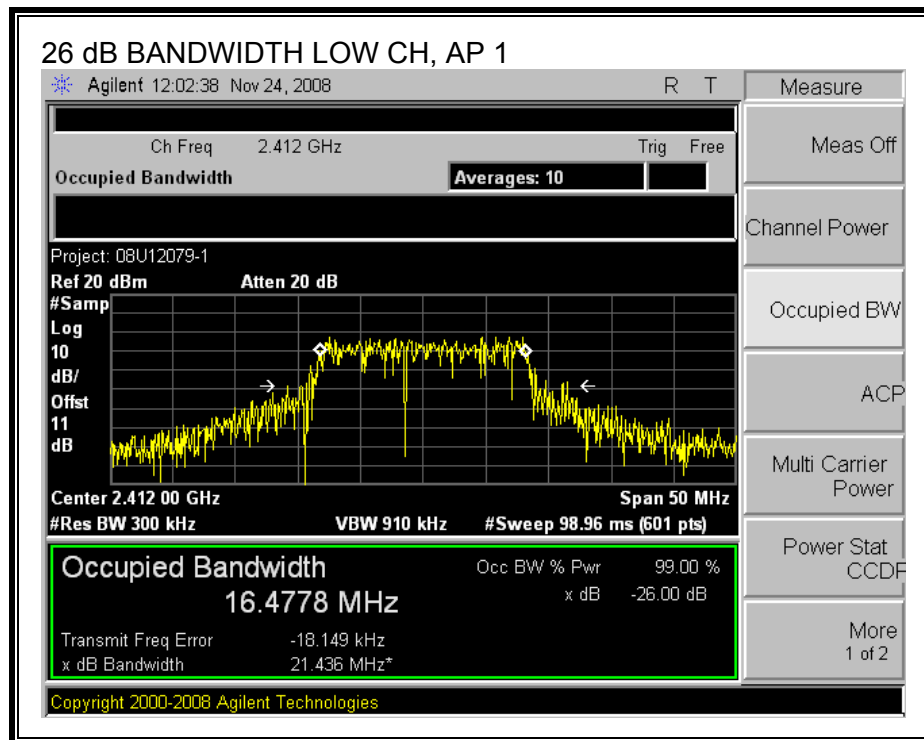 26 dB BANDWIDTH LOW CH, AP 1
Agilent 12:02:38 Nov 24, 2008 R T
Measure
Ch Freq 2.412 GHz Trig Free
Occupied Bandwidth Averages: 10
Meas Off
Channel Power
Occupied BW
ACP
Multi Carrier
Power
Power Stat
CCDF
More
1 of 2
Project: 08U12079-1
Ref 20 dBm Atten 20 dB
#Samp
Log
10
dB/
Offst
11
dB
Center 2.412 00 GHz Span 50 MHz
#Res BW 300 kHz VBW 910 kHz #Sweep 98.96 ms (601 pts)
Occupied Bandwidth Occ BW % Pwr 99.00 %
16.4778 MHz x dB -26.00 dB
Transmit Freq Error -18.149 kHz
x dB Bandwidth 21.436 MHz*
Copyright 2000-2008 Agilent Technologies